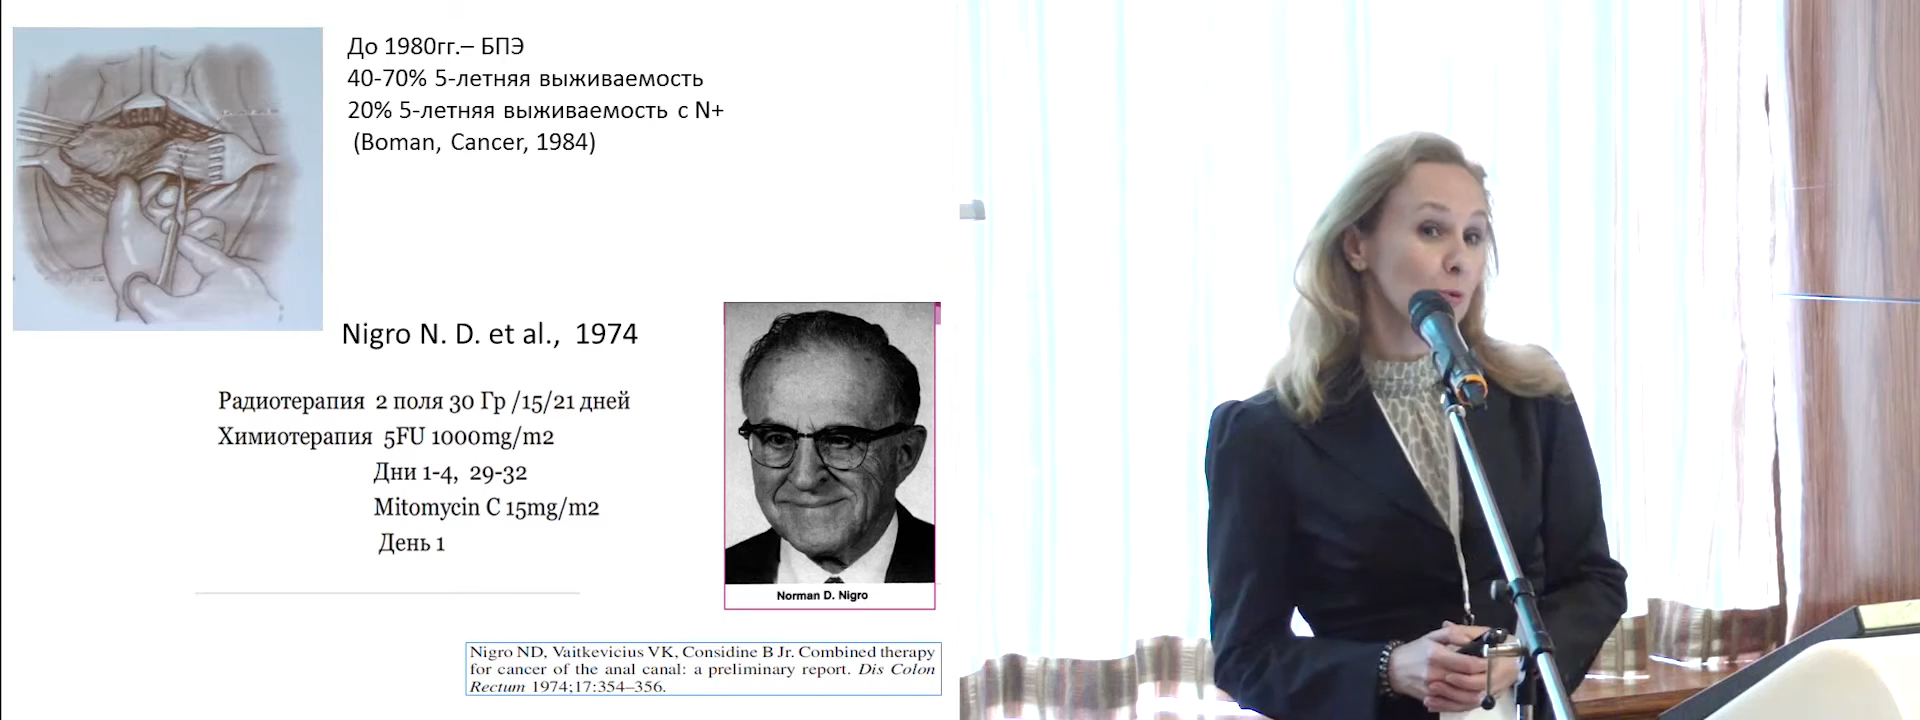 До 1980гг.– БПЭ
40-70% 5-летняя выживаемость
20% 5-летняя выживаемость с N+
(Boman, Cancer, 1984)
Nigro N. D. et al., 1974
Радиотерапия 2 поля 30 Гр /15/21 дней
Химиотерапия 5FU 1000mg/m2
Дни 1-4, 29-32
Mitomycin C 15mg/m2
День 1
Norman D. Nigro
Nigro ND, Vaitkevicius VK, Considine B Jr. Combined therapy
for cancer of the anal canal: a preliminary report. Dis Colon
Rectum 1974;17:354–356.